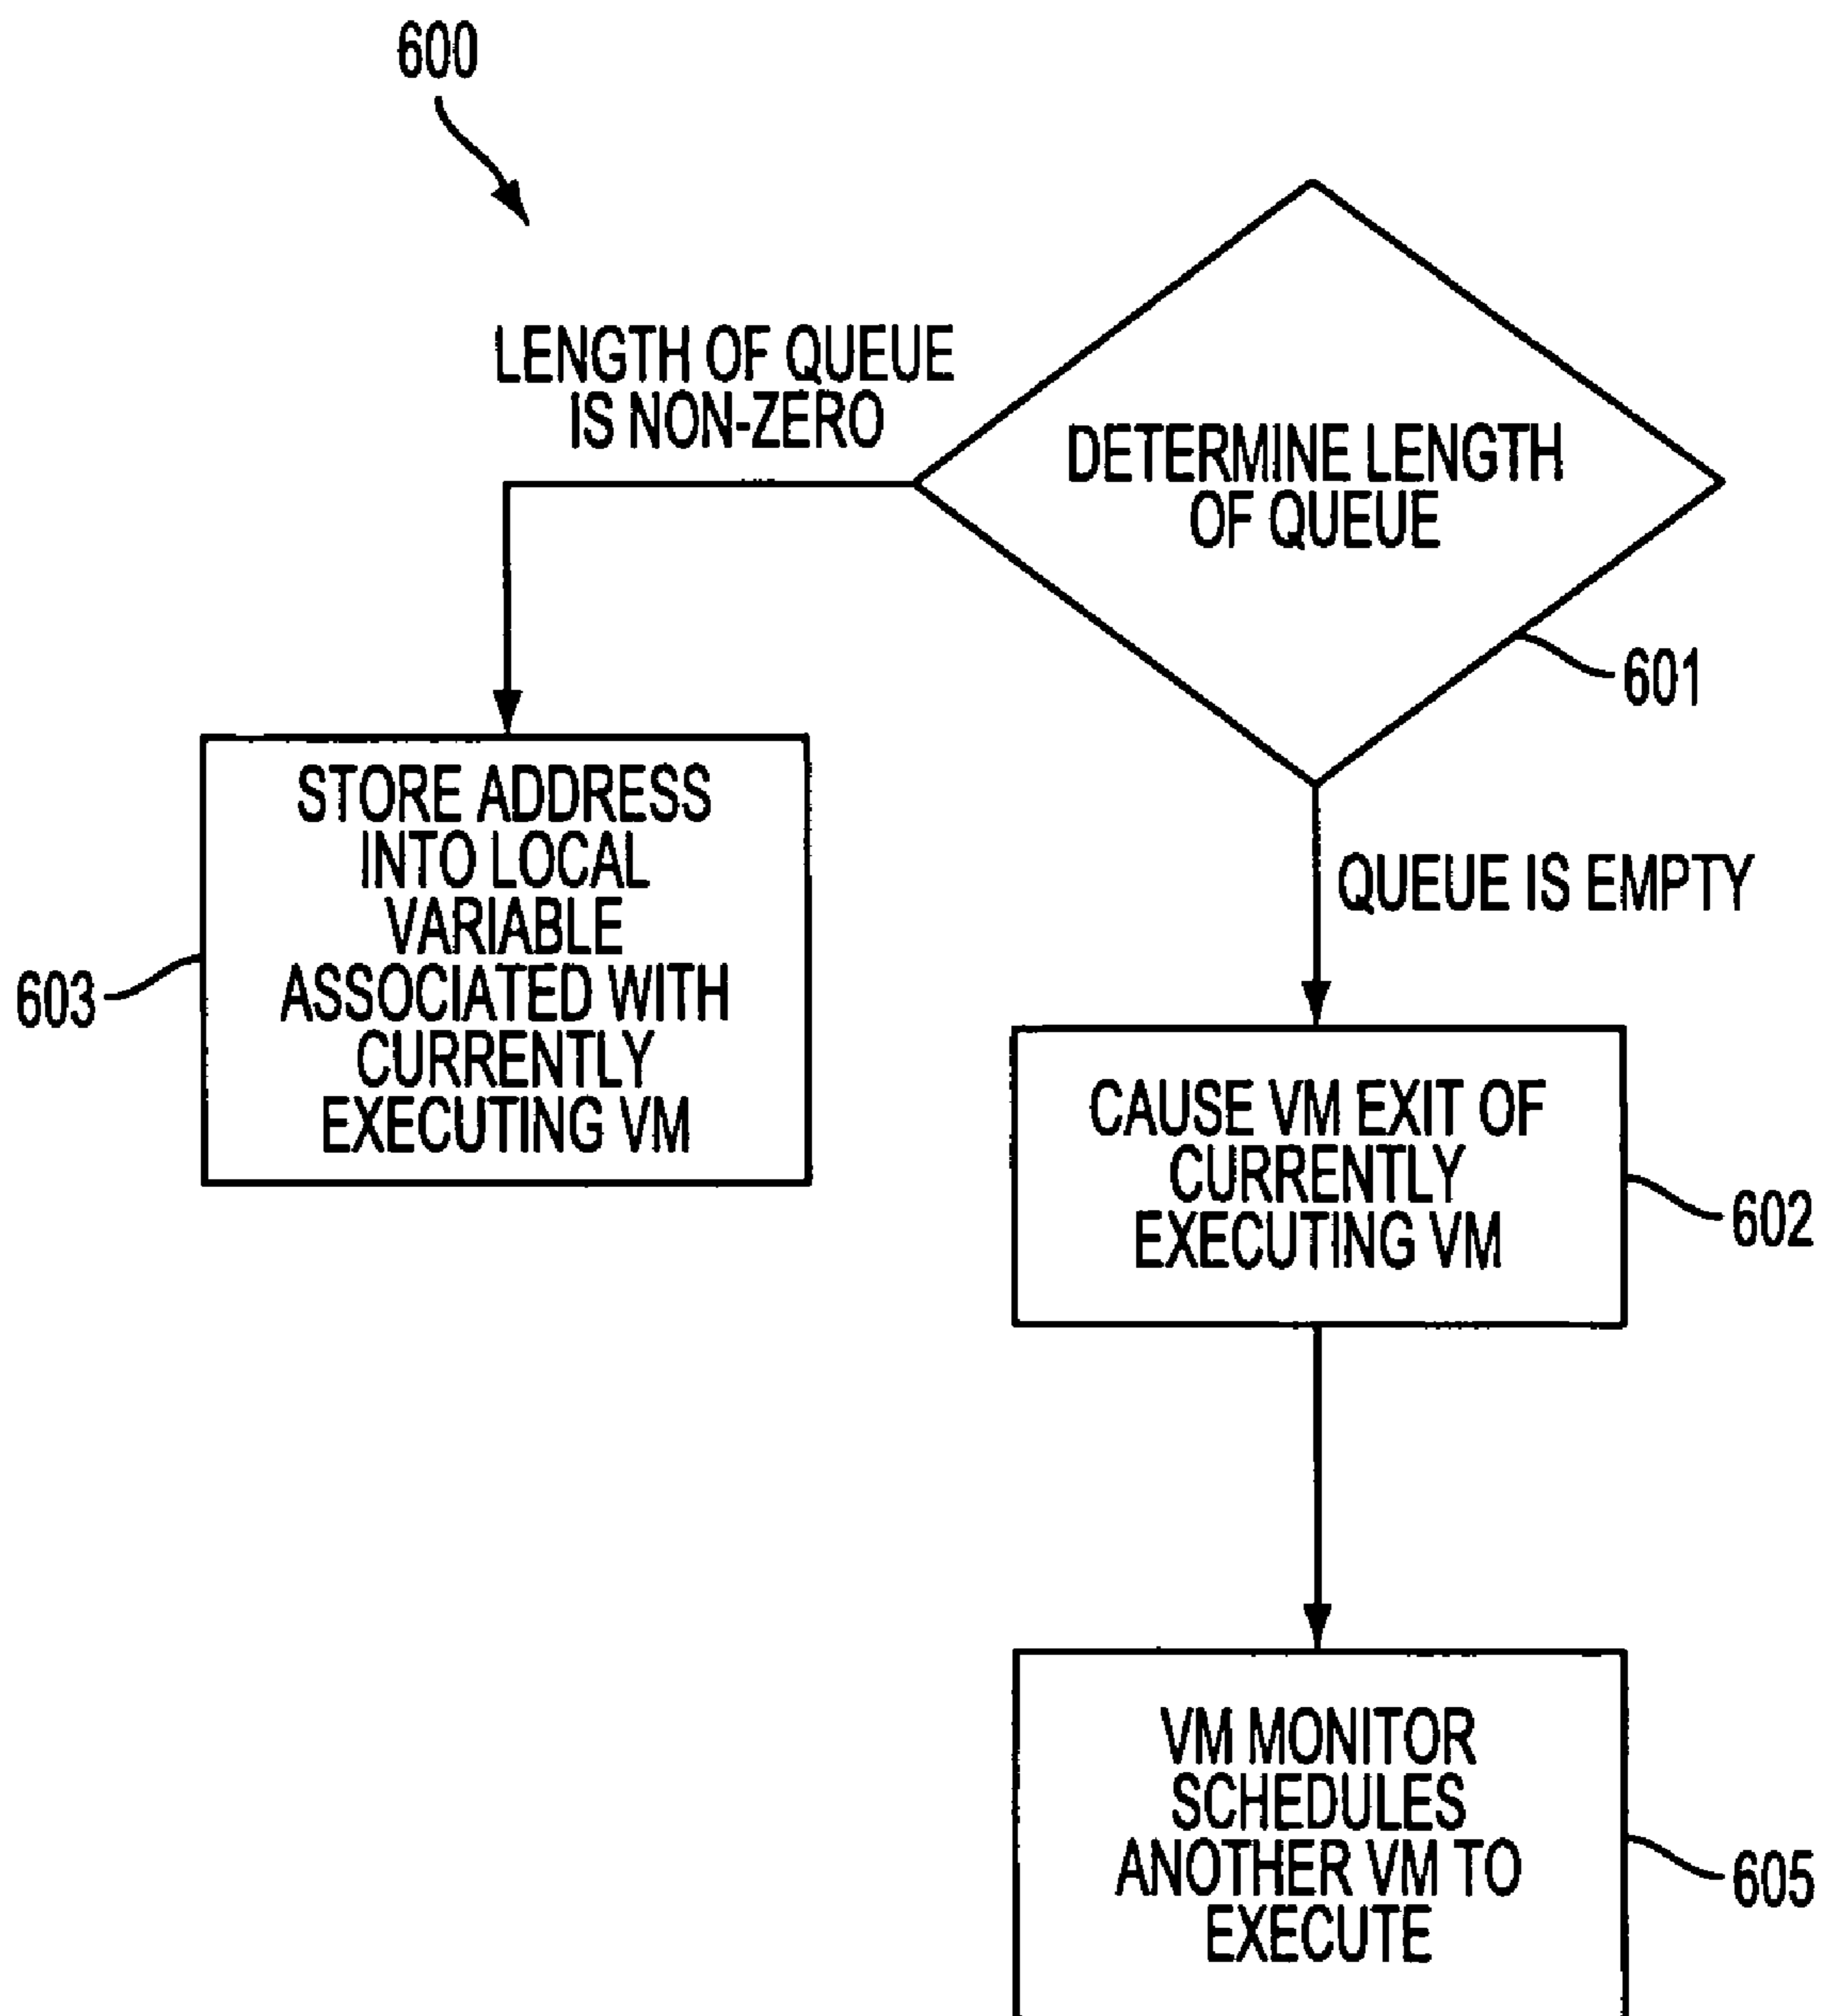 600
LENGTH OF QUEUE
IS NON-ZERO
DETERMINE LENGTH
OF QUEUE
601
STORE ADDRESS
INTO LOCAL
VARIABLE
ASSOCIATED WITH
CURRENTLY
EXECUTING VM
603
QUEUE IS EMPTY
CAUSE VM EXIT OF
CURRENTLY
EXECUTING VM
602
VM MONITOR
SCHEDULES
ANOTHER VM TO
EXECUTE
605